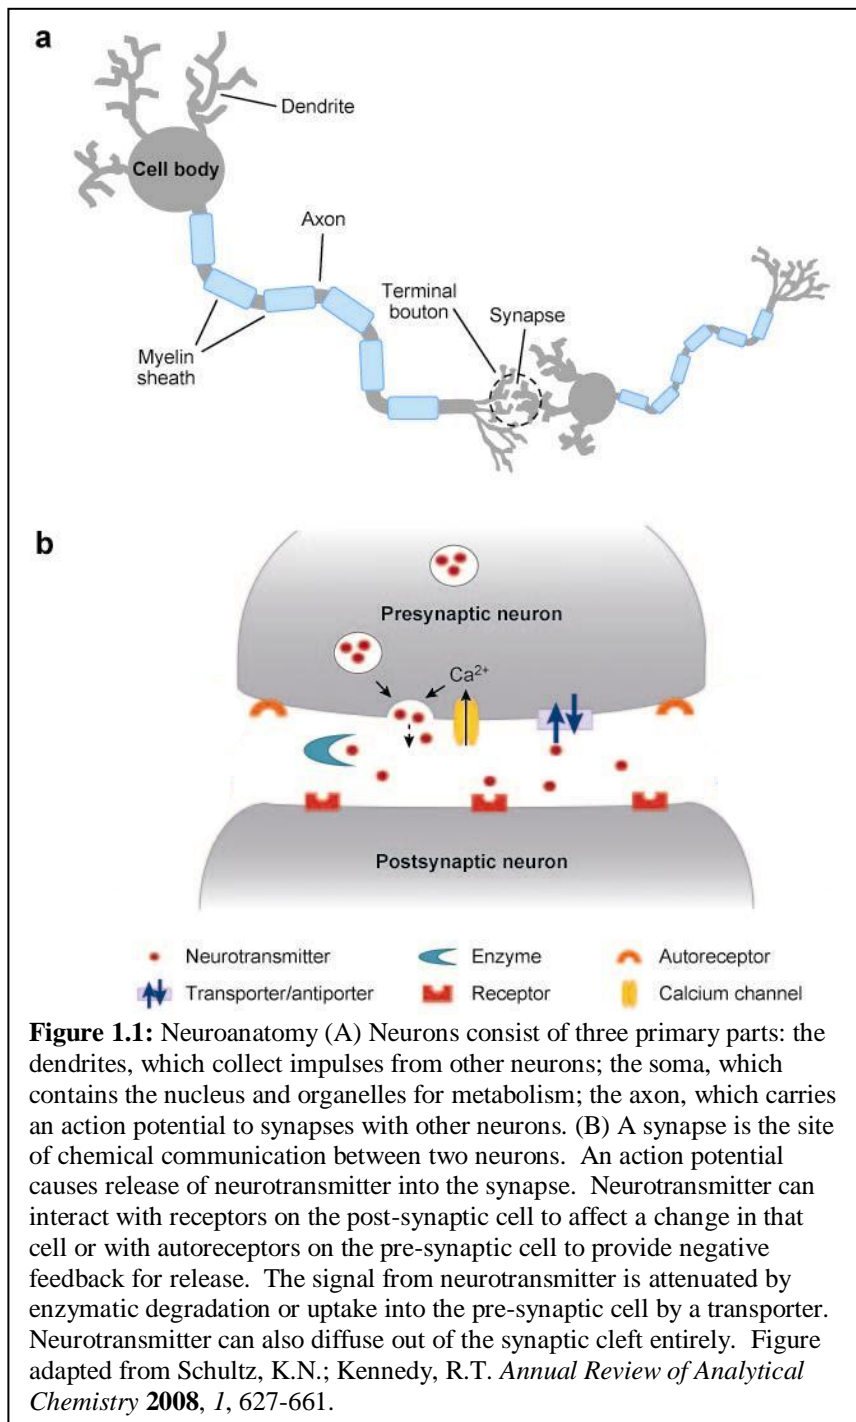 a
Dendrite
Cell body
Axon
Terminal
bouton
Synapse
Myelin
sheath
b
Presynaptic neuron
Ca²⁺
Postsynaptic neuron
Neurotransmitter
Enzyme
Autoreceptor
Transporter/antiporter
Receptor
Calcium channel
Figure 1.1: Neuroanatomy (A) Neurons consist of three primary parts: the
dendrites, which collect impulses from other neurons; the soma, which
contains the nucleus and organelles for metabolism; the axon, which carries
an action potential to synapses with other neurons. (B) A synapse is the site
of chemical communication between two neurons. An action potential
causes release of neurotransmitter into the synapse. Neurotransmitter can
interact with receptors on the post-synaptic cell to affect a change in that
cell or with autoreceptors on the pre-synaptic cell to provide negative
feedback for release. The signal from neurotransmitter is attenuated by
enzymatic degradation or uptake into the pre-synaptic cell by a transporter.
Neurotransmitter can also diffuse out of the synaptic cleft entirely. Figure
adapted from Schultz, K.N.; Kennedy, R.T. Annual Review of Analytical
Chemistry 2008, 1, 627-661.